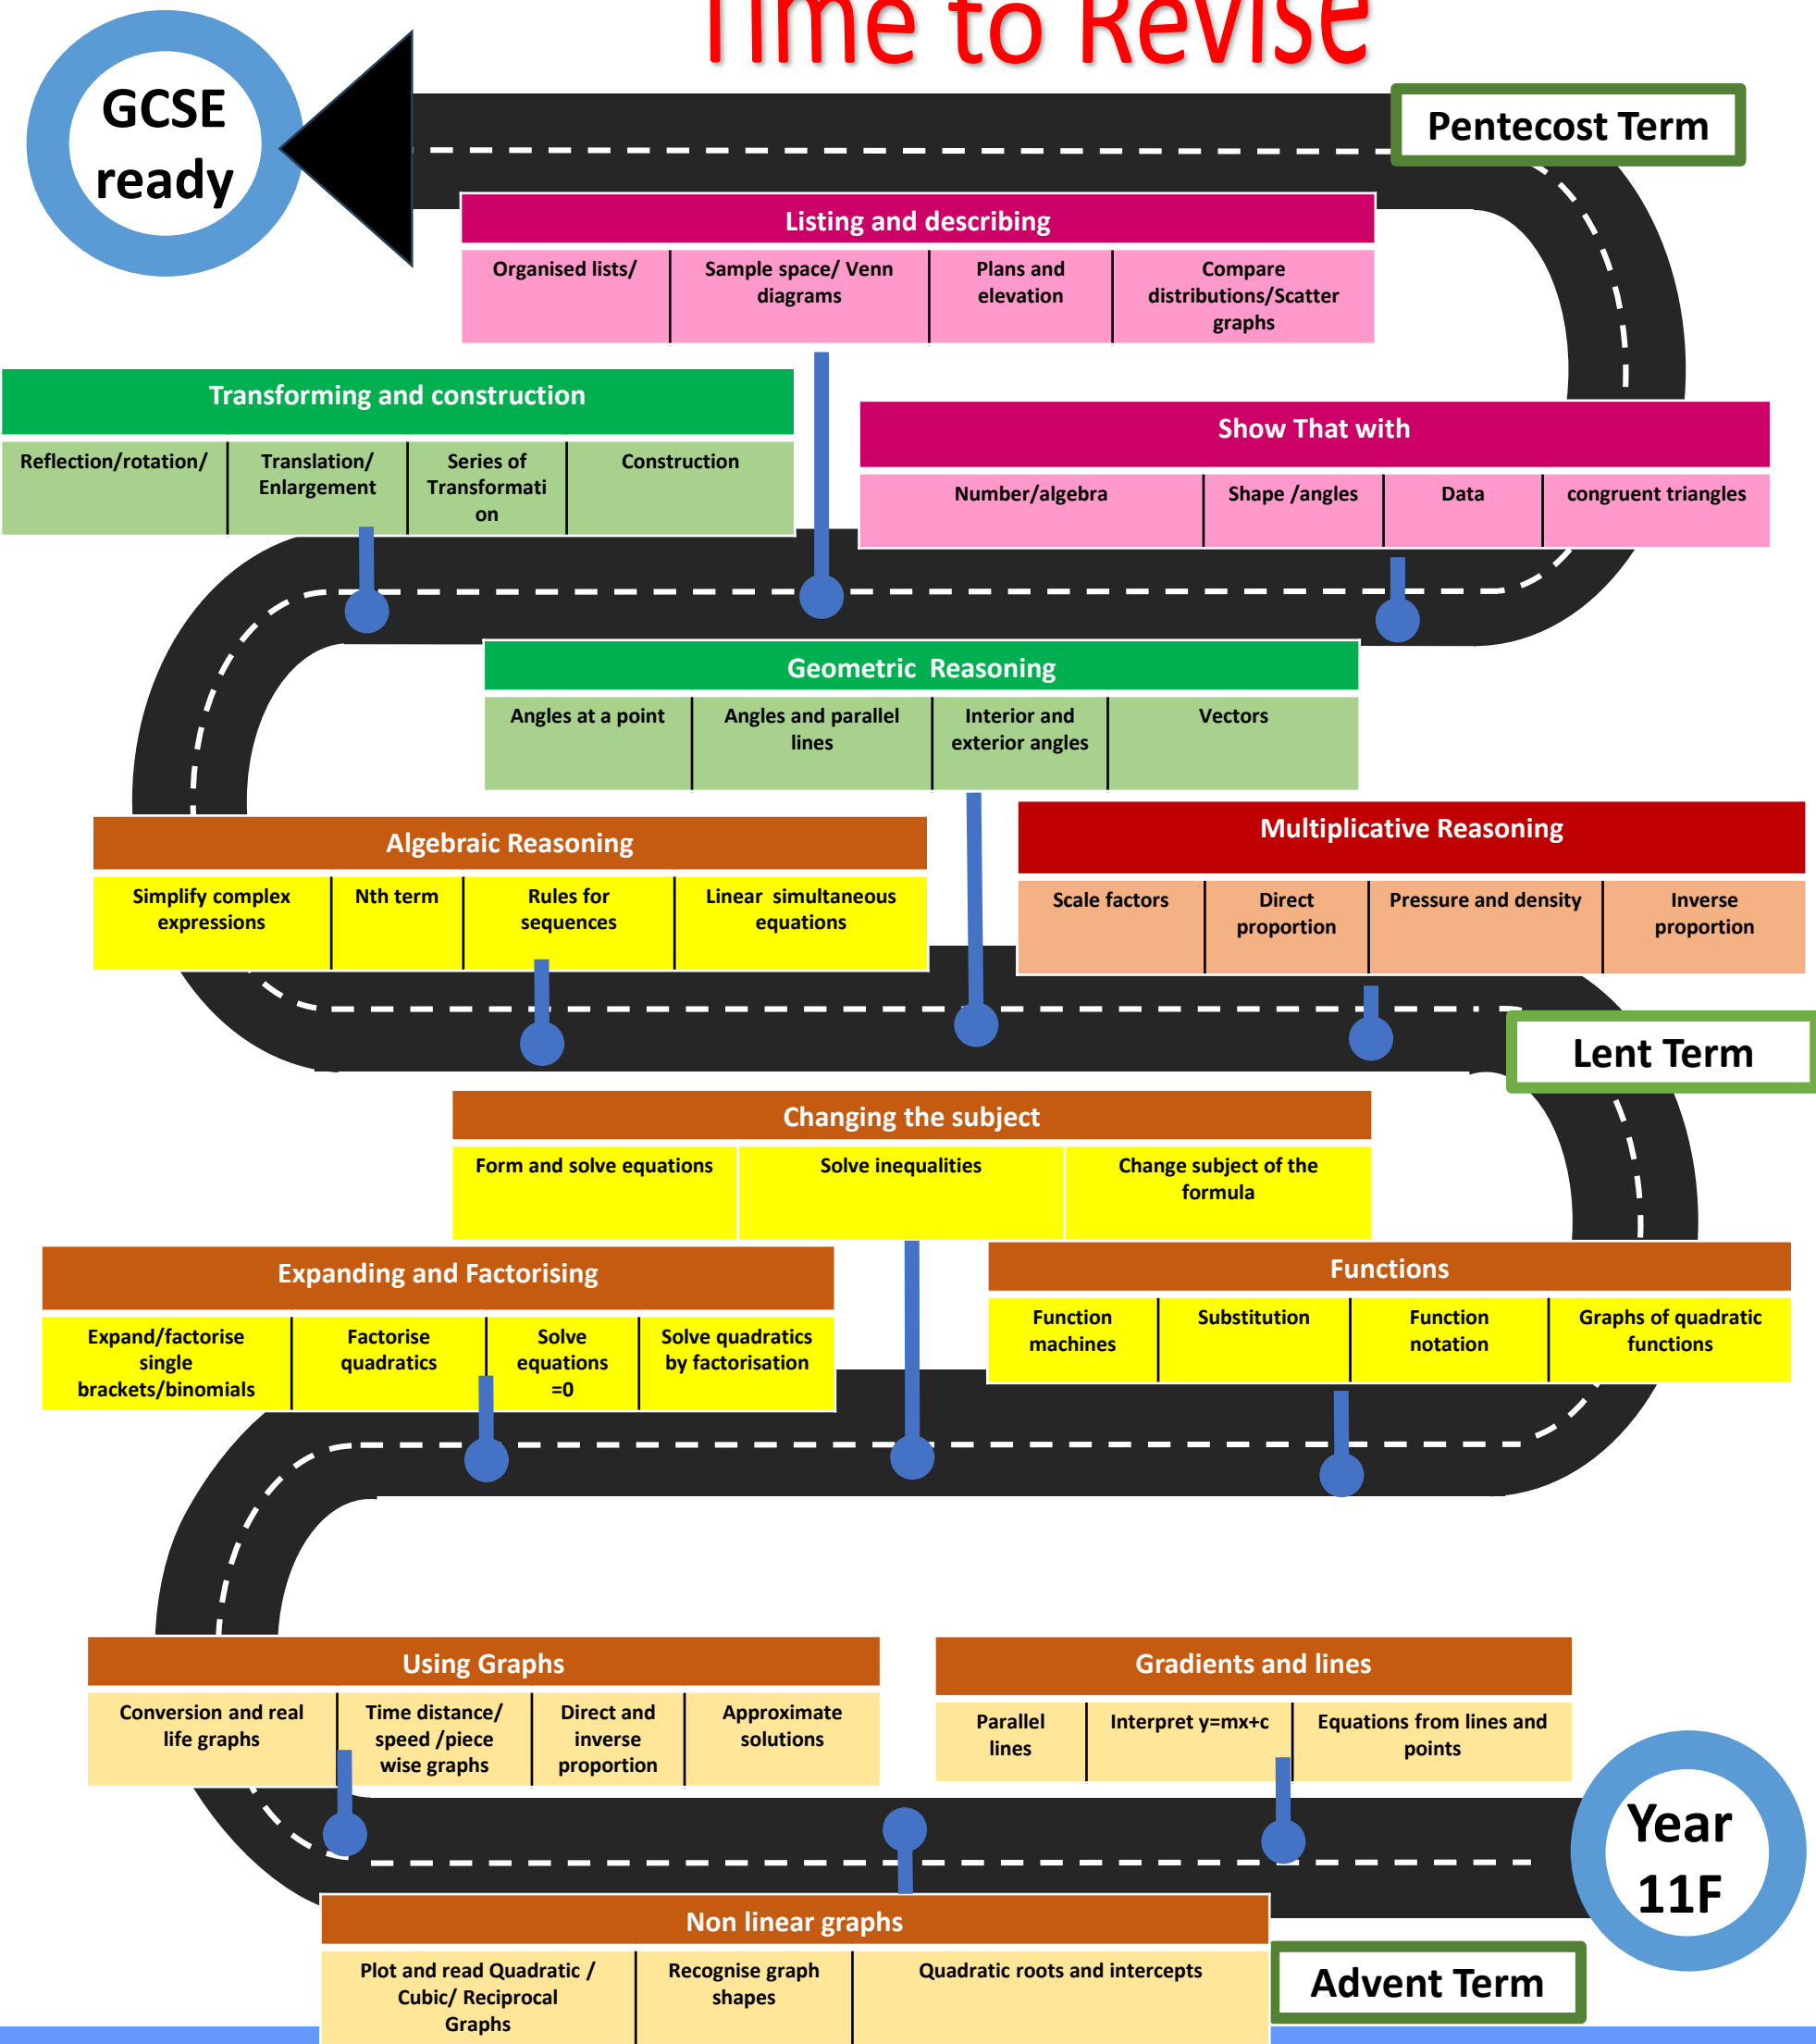 Time to Revise
GCSE
ready
Pentecost Term
Listing and describing
Organised lists/
Sample space/ Venn
diagrams
Plans and
elevation
Compare
distributions/Scatter
graphs
Transforming and construction
Reflection/rotation/
Translation/
Enlargement
Series of
Transformati
on
Construction
Show That with
Number/algebra
Shape /angles
Data
congruent triangles
Geometric Reasoning
Angles at a point
Angles and parallel
lines
Interior and
exterior angles
Vectors
Algebraic Reasoning
Simplify complex
expressions
Nth term
Rules for
sequences
Linear simultaneous
equations
Multiplicative Reasoning
Scale factors
Direct
proportion
Pressure and density
Inverse
proportion
Lent Term
Changing the subject
Form and solve equations
Solve inequalities
Change subject of the
formula
Expanding and Factorising
Expand/factorise
single
brackets/binomials
Factorise
quadratics
Solve
equations
=0
Solve quadratics
by factorisation
Functions
Function
machines
Substitution
Function
notation
Graphs of quadratic
functions
Using Graphs
Conversion and real
life graphs
Time distance/
speed /piece
wise graphs
Direct and
inverse
proportion
Approximate
solutions
Gradients and lines
Parallel
lines
Interpret y=mx+c
Equations from lines and
points
Year
11F
Non linear graphs
Plot and read Quadratic /
Cubic/ Reciprocal
Graphs
Recognise graph
shapes
Quadratic roots and intercepts
Advent Term